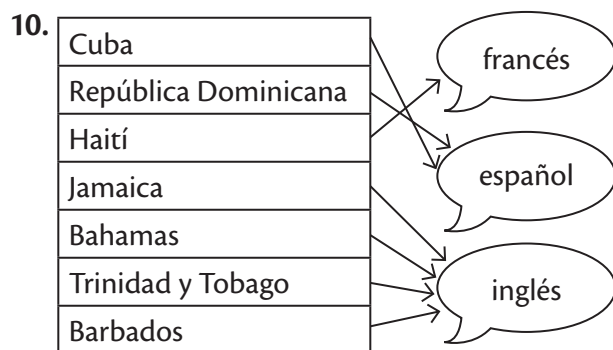 10.
Cuba
República Dominicana
Haití
Jamaica
Bahamas
Trinidad y Tobago
Barbados
francés
español
inglés